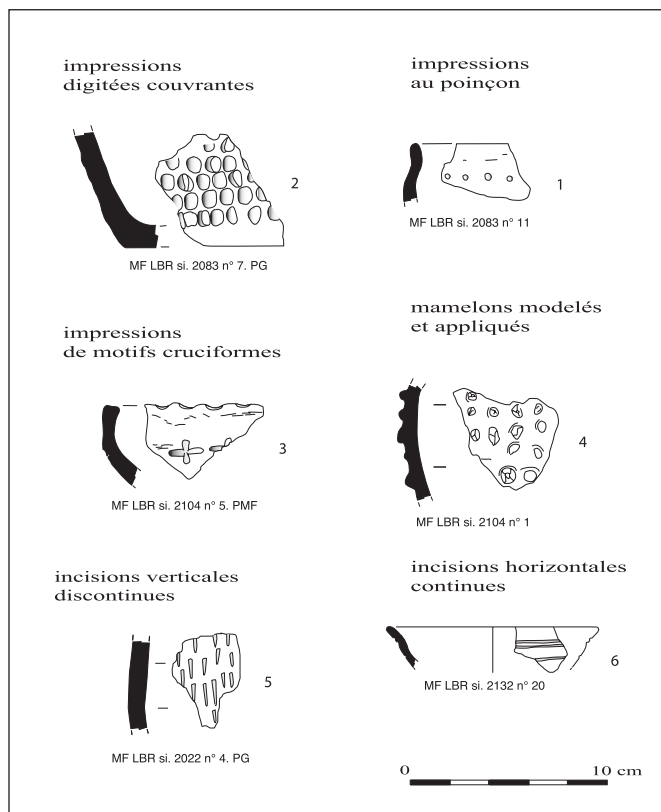 impressions
digitées couvrantes
2
MF LBR si. 2083 n° 7. PG
impressions
au poinçon
1
MF LBR si. 2083 n° 11
impressions
de motifs cruciformes
3
MF LBR si. 2104 n° 5. PMF
mamelons modelés
et appliqués
4
MF LBR si. 2104 n° 1
incisions verticales
discontinues
5
MF LBR si. 2022 n° 4. PG
incisions horizontales
continues
6
MF LBR si. 2132 n° 20
0 10 cm